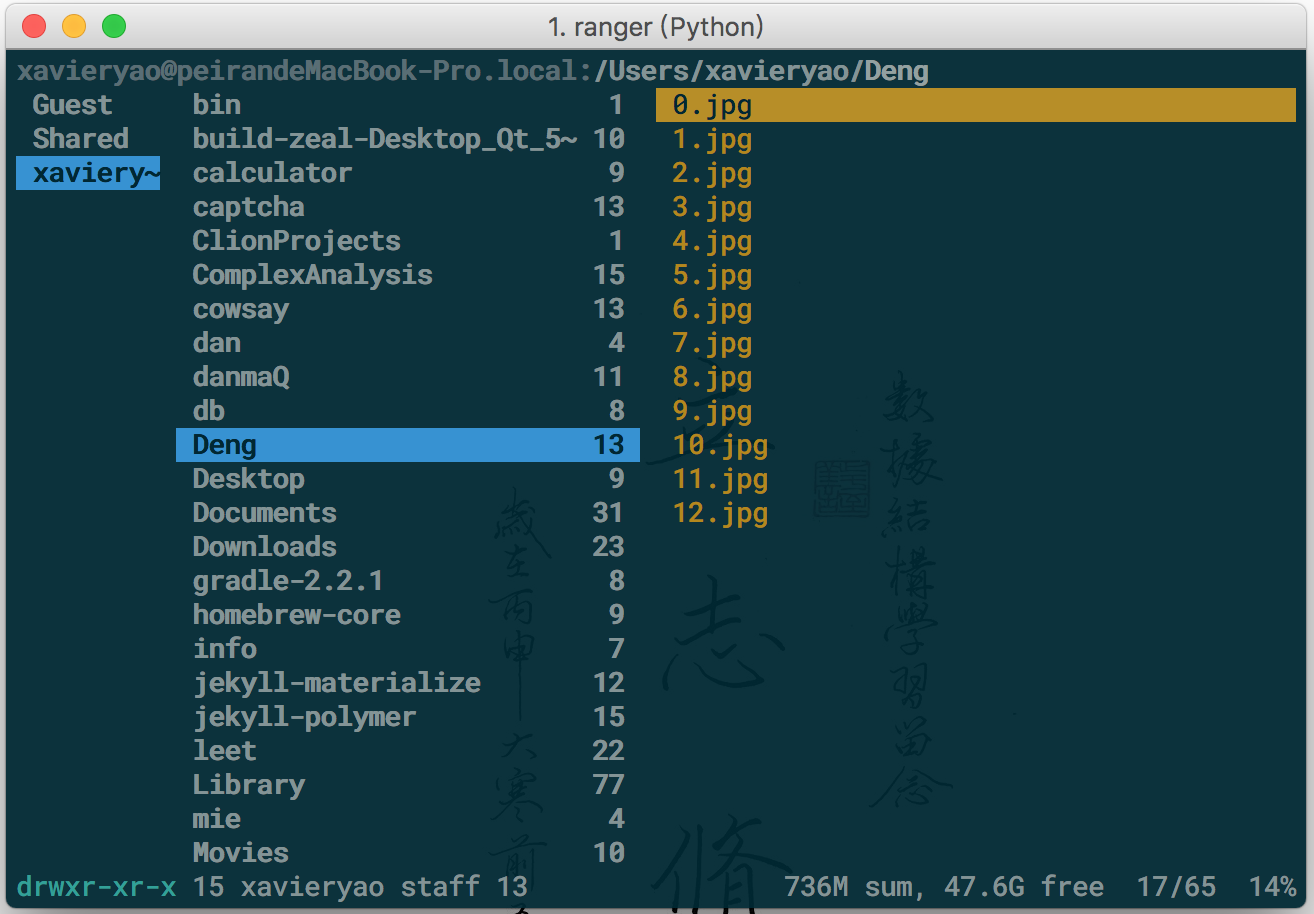 1. ranger (Python)
xavieryao@peirandeMacBook-Pro.local:/Users/xavieryao/Deng
Guest bin 1 0.jpg
Shared build-zeal-Desktop_Qt_5~ 10 1.jpg
xaviery~ calculator 9 2.jpg
captcha 13 3.jpg
ClionProjects 1 4.jpg
ComplexAnalysis 15 5.jpg
cowsay 13 6.jpg
dan 4 7.jpg
danmaQ 11 8.jpg
db 8 9.jpg
Deng 13 10.jpg
Desktop 9 11.jpg
Documents 31 12.jpg
Downloads 23
gradle-2.2.1 8
homebrew-core 9
info 7
jekyll-materialize 12
jekyll-polymer 15
leet 22
Library 77
mie 4
Movies 10
drwxr-xr-x 15 xavieryao staff 13 736M sum, 47.6G free 17/65 14%
數據結構學習留念
志
脩
歲在丙申
大寒前